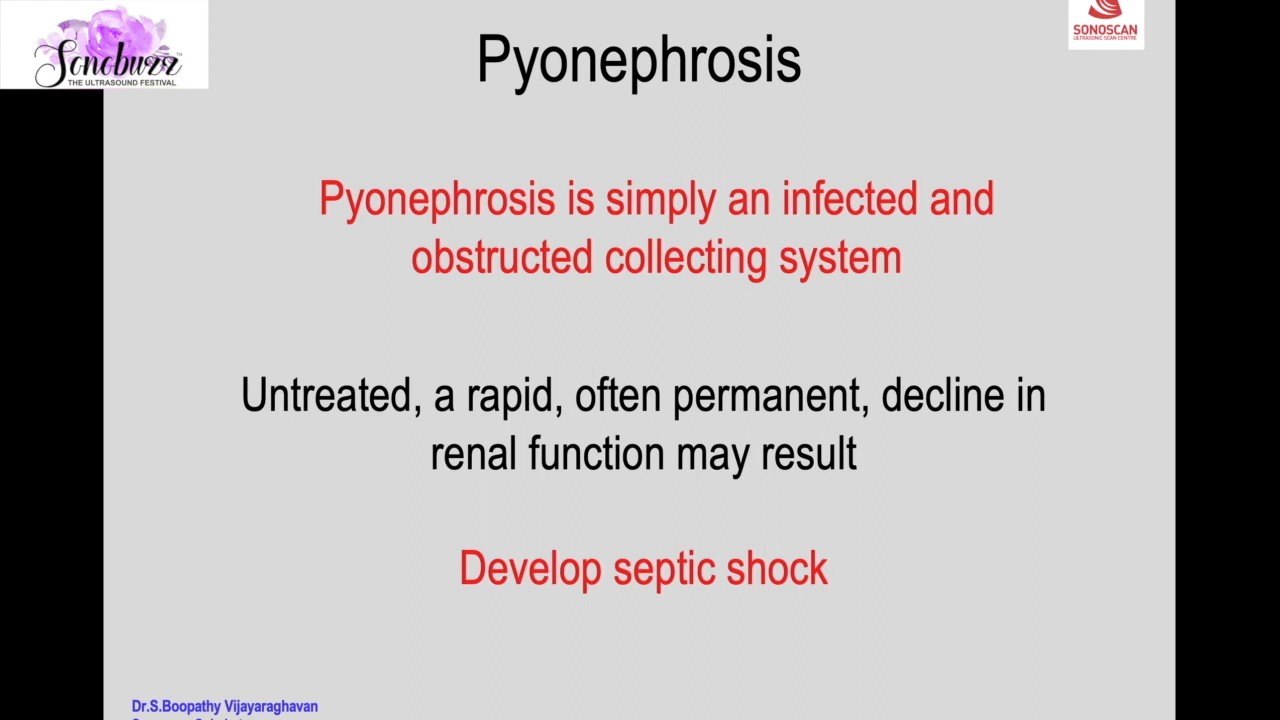 Sonobuzz
THE ULTRASOUND FESTIVAL
SONOSCAN
ULTRASONIC SCAN CENTRE
Pyonephrosis
Pyonephrosis is simply an infected and
obstructed collecting system
Untreated, a rapid, often permanent, decline in
renal function may result
Develop septic shock
Dr.S.Boopathy Vijayaraghavan